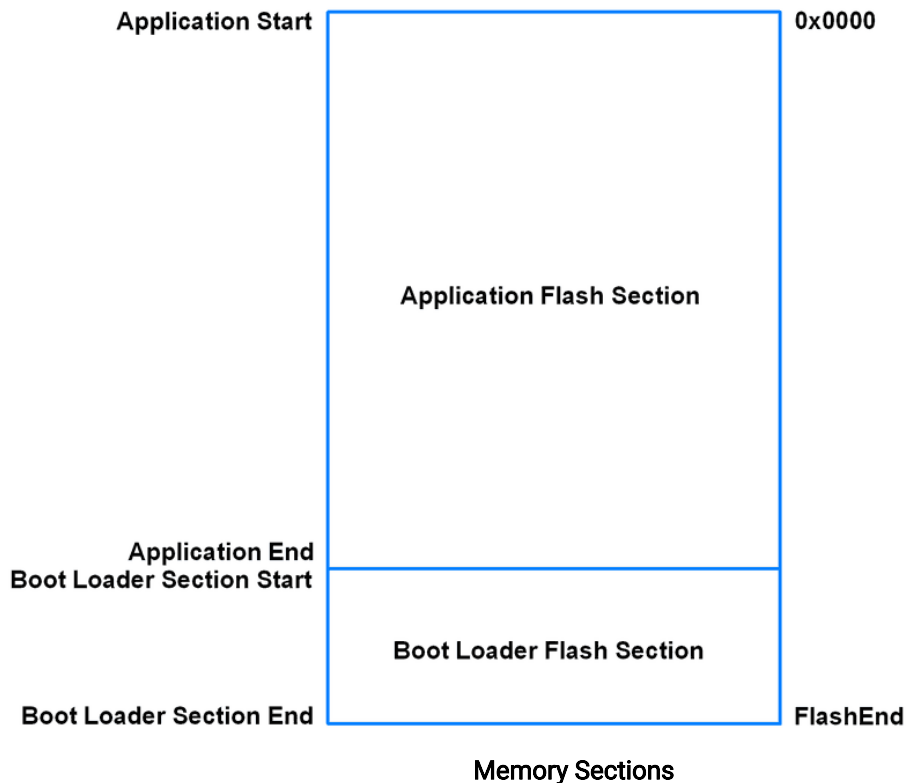 Application Start
0x0000
Application Flash Section
Application End
Boot Loader Section Start
Boot Loader Flash Section
Boot Loader Section End
FlashEnd
Memory Sections